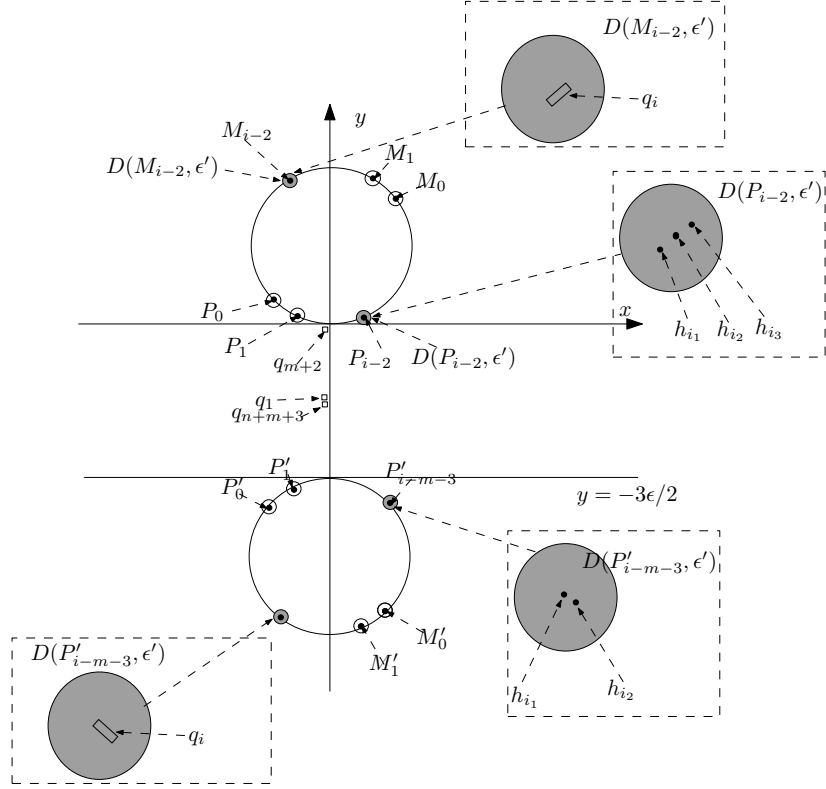 D(M_{i-2}, ϵ')
q_i
y
M_{i-2}
M_1
D(M_{i-2}, ϵ')
M_0
D(P_{i-2}, ϵ')
P_0
x
h_{i_1}
h_{i_2}
h_{i_3}
P_1
q_{m+2}
P_{i-2}
D(P_{i-2}, ϵ')
q_1
q_{n+m+3}
P'_0
P'_1
P'_{i-m-3}
y = -3ϵ/2
D(P'_{i-m-3}, ϵ')
M'_0
M'_1
D(P'_{i-m-3}, ϵ')
h_{i_1}
h_{i_2}
q_i